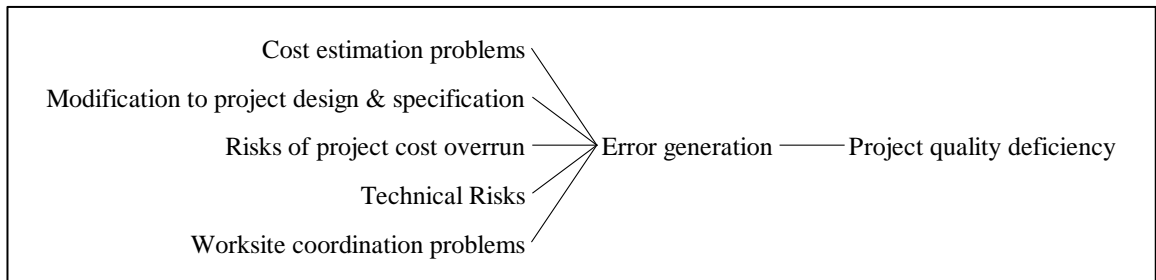 Cost estimation problems
Modification to project design & specification
Risks of project cost overrun
Error generation
Project quality deficiency
Technical Risks
Worksite coordination problems